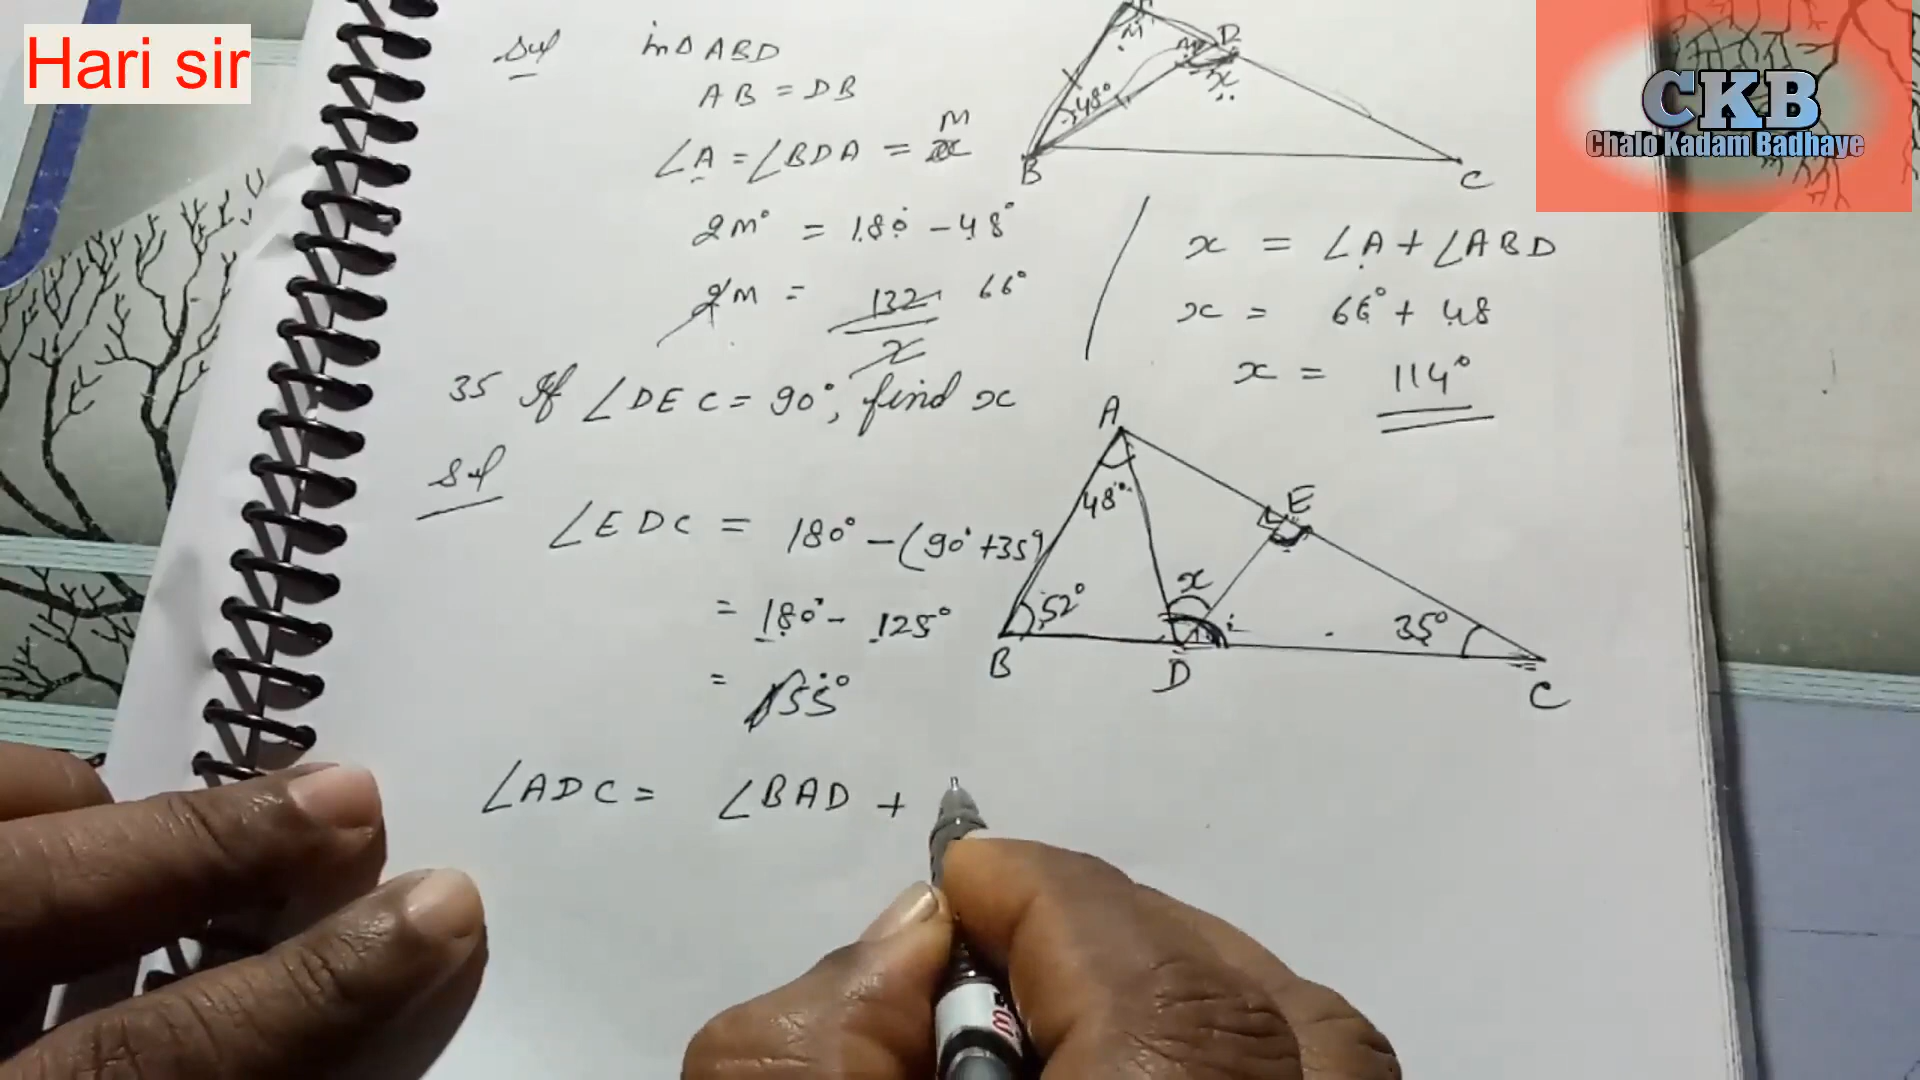 Hari sir
CKB
Chalo Kadam Badhaye
Sol in △ ABD
AB = DB
∠A = ∠BDA = M
2m° = 180° - 48°
2m = 132 66°
x
D
M
x
48°
B
C
x = ∠A + ∠ABD
x = 66° + 48
x = 114°
35 If ∠DEC = 90°, find x
Sol
∠EDC = 180° - (90° + 35°)
= 180° - 125°
= 55°
∠ADC = ∠BAD +
A
48°
E
x
52°
35°
B
D
C